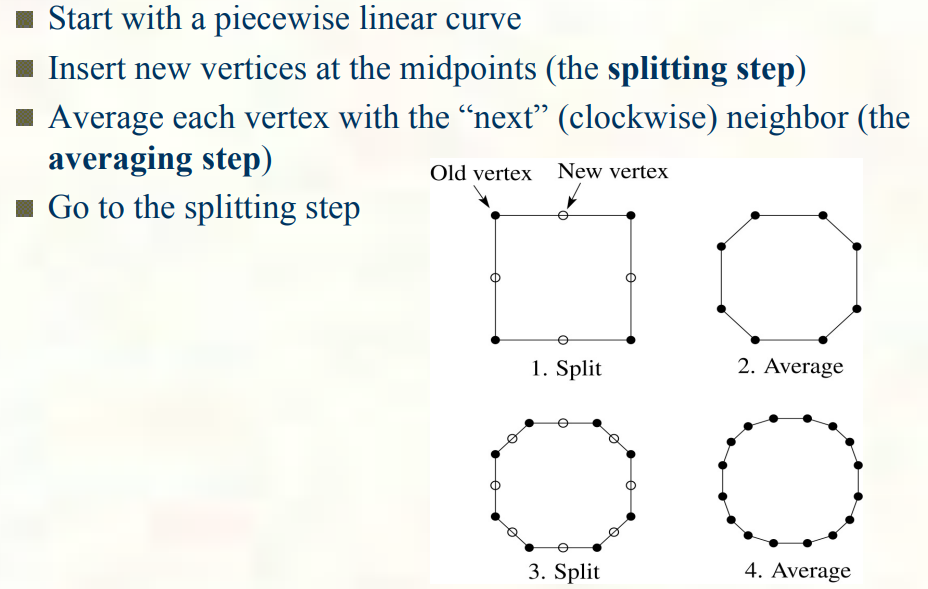 Start with a piecewise linear curve
Insert new vertices at the midpoints (the splitting step)
Average each vertex with the “next” (clockwise) neighbor (the
averaging step)
Go to the splitting step
Old vertex New vertex
1. Split
2. Average
3. Split
4. Average